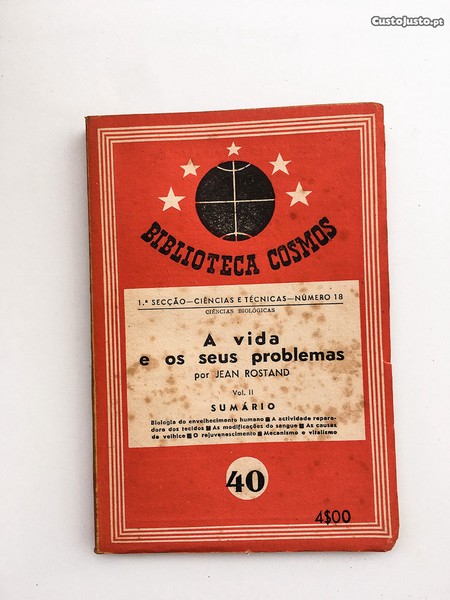 CustoJusto.pt
BIBLIOTECA COSMOS
1.ª SECÇÃO—CIÊNCIAS E TÉCNICAS—NÚMERO 18
CIÊNCIAS BIOLÓGICAS
A vida
e os seus problemas
por JEAN ROSTAND
Vol. II
SUMÁRIO
Biologia do envelhecimento humano ■ A actividade repara-
dora dos tecidos ■ As modificações do sangue ■ As causas
da velhice ■ O rejuvenescimento ■ Mecanismo e vitalismo
40
4$00